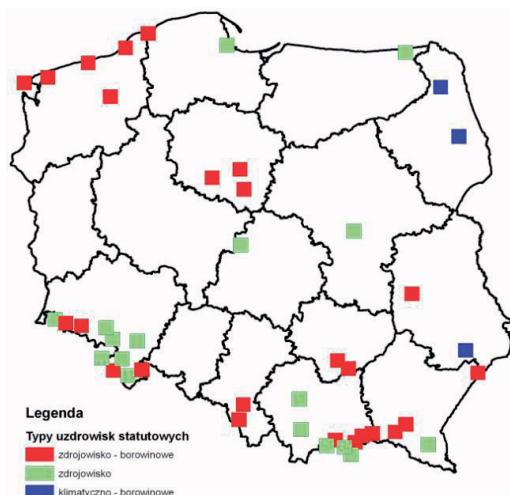 Legenda
Typy uzdrowisk statutowych
zdrojowisko - borowinowe
zdrojowisko
klimatyczno - borowinowe